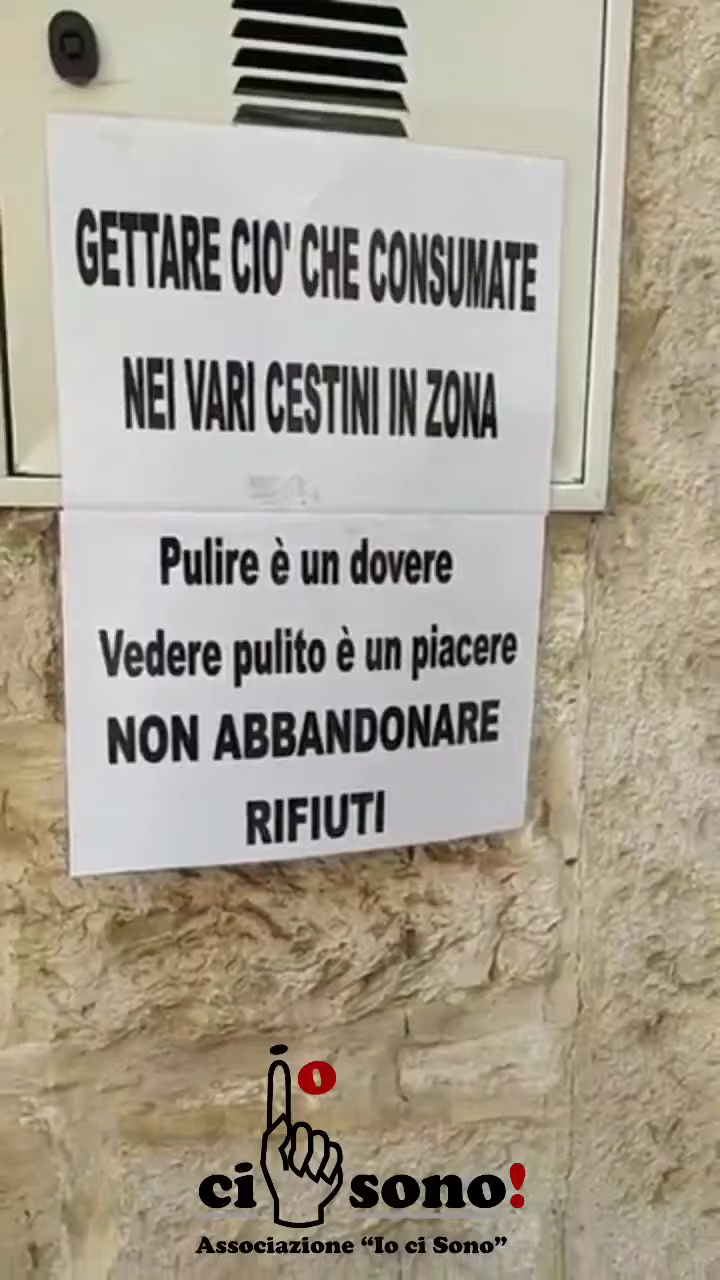 GETTARE CIO' CHE CONSUMATE
NEI VARI CESTINI IN ZONA
Pulire è un dovere
Vedere pulito è un piacere
NON ABBANDONARE
RIFIUTI
io
ci sono!
Associazione “Io ci Sono”